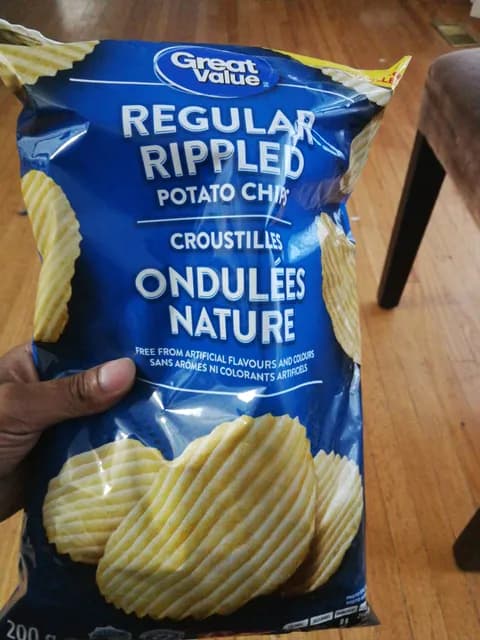 Great
Value
REGULAR
RIPPLED
POTATO CHIPS
CROUSTILLES
ONDULÉES
NATURE
FREE FROM ARTIFICIAL FLAVOURS AND COLOURS
SANS ARÔMES NI COLORANTS ARTIFICIELS
200 g